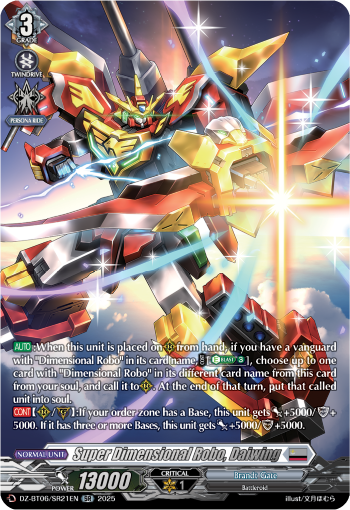 3
GRADE
TWINDRIVE
PERSONA RIDE
AUTO :When this unit is placed on R from hand, if you have a vanguard
with "Dimensional Robo" in its card name, COST [E-BLAST 3], choose up to one
card with "Dimensional Robo" in its different card name from this card
from your soul, and call it to R. At the end of that turn, put that called
unit into soul.
CONT [R/V]:If your order zone has a Base, this unit gets +5000/ +
5000. If it has three or more Bases, this unit gets +5000/ +5000.
NORMAL UNIT
Super Dimensional Robo, Daiwing
POWER 13000
CRITICAL
1
Brandt Gate
Battleroid
DZ-BT06/SR21EN SR 2025
illust/文月ほむら